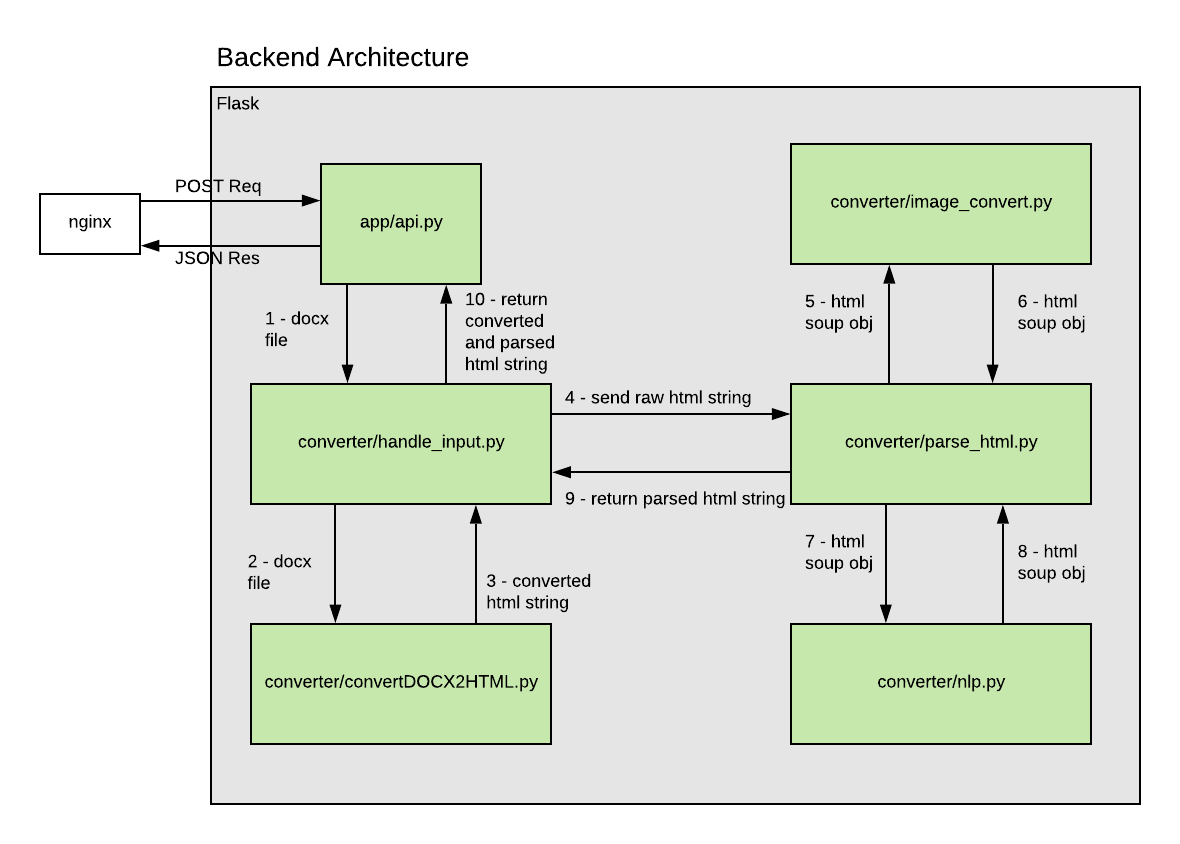 Backend Architecture
Flask
POST Req
nginx
JSON Res
app/api.py
converter/image_convert.py
1 - docx
file
10 - return
converted
and parsed
html string
5 - html
soup obj
6 - html
soup obj
converter/handle_input.py
4 - send raw html string
9 - return parsed html string
converter/parse_html.py
2 - docx
file
3 - converted
html string
7 - html
soup obj
8 - html
soup obj
converter/convertDOCX2HTML.py
converter/nlp.py